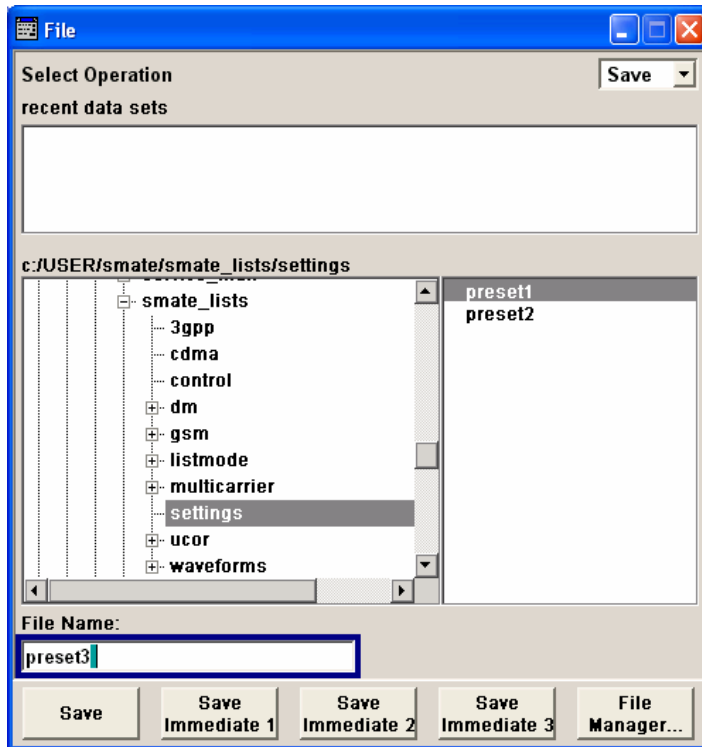 File
Select Operation
Save
recent data sets
c:/USER/smate/smate_lists/settings
smate_lists
3gpp
cdma
control
dm
gsm
listmode
multicarrier
settings
ucor
waveforms
preset1
preset2
File Name:
preset3
Save
Save Immediate 1
Save Immediate 2
Save Immediate 3
File Manager...